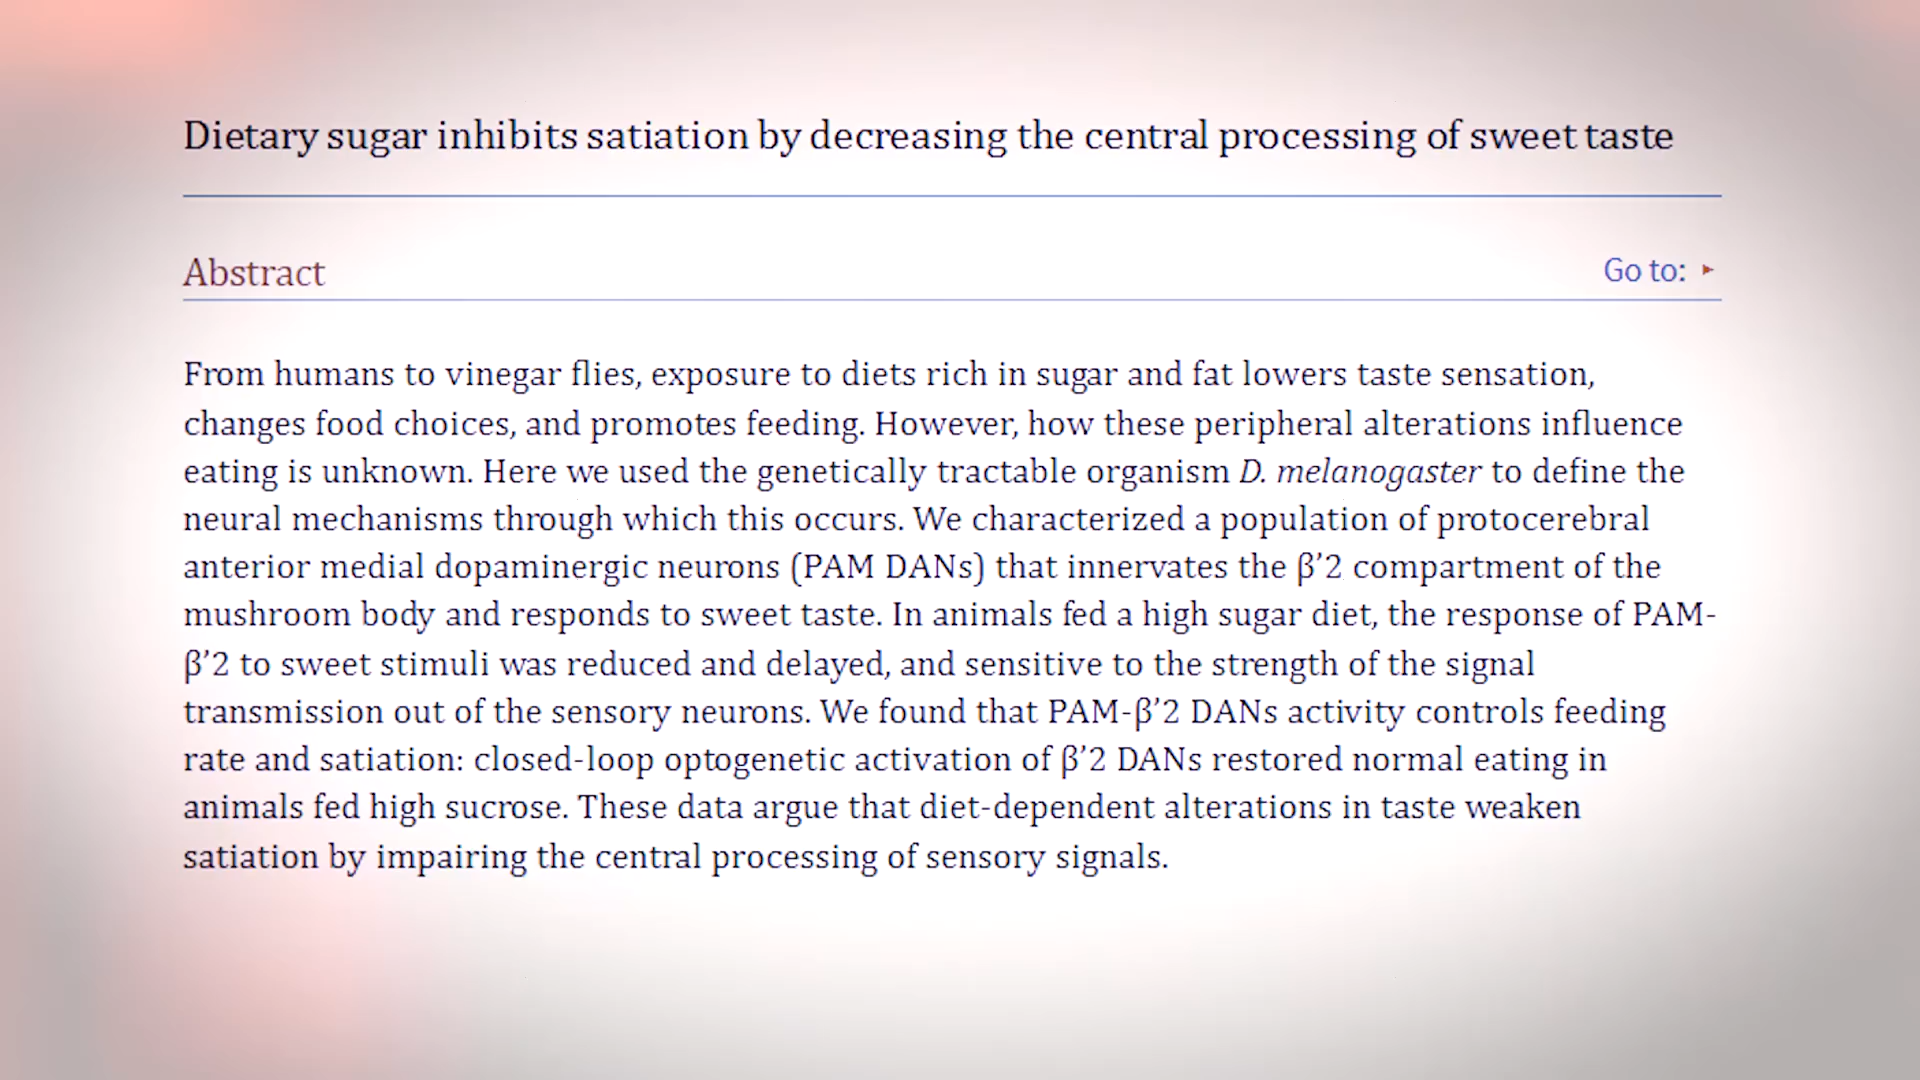 Dietary sugar inhibits satiation by decreasing the central processing of sweet taste
Abstract
Go to: ▸
From humans to vinegar flies, exposure to diets rich in sugar and fat lowers taste sensation,
changes food choices, and promotes feeding. However, how these peripheral alterations influence
eating is unknown. Here we used the genetically tractable organism D. melanogaster to define the
neural mechanisms through which this occurs. We characterized a population of protocerebral
anterior medial dopaminergic neurons (PAM DANs) that innervates the β’2 compartment of the
mushroom body and responds to sweet taste. In animals fed a high sugar diet, the response of PAM-
β’2 to sweet stimuli was reduced and delayed, and sensitive to the strength of the signal
transmission out of the sensory neurons. We found that PAM-β’2 DANs activity controls feeding
rate and satiation: closed-loop optogenetic activation of β’2 DANs restored normal eating in
animals fed high sucrose. These data argue that diet-dependent alterations in taste weaken
satiation by impairing the central processing of sensory signals.